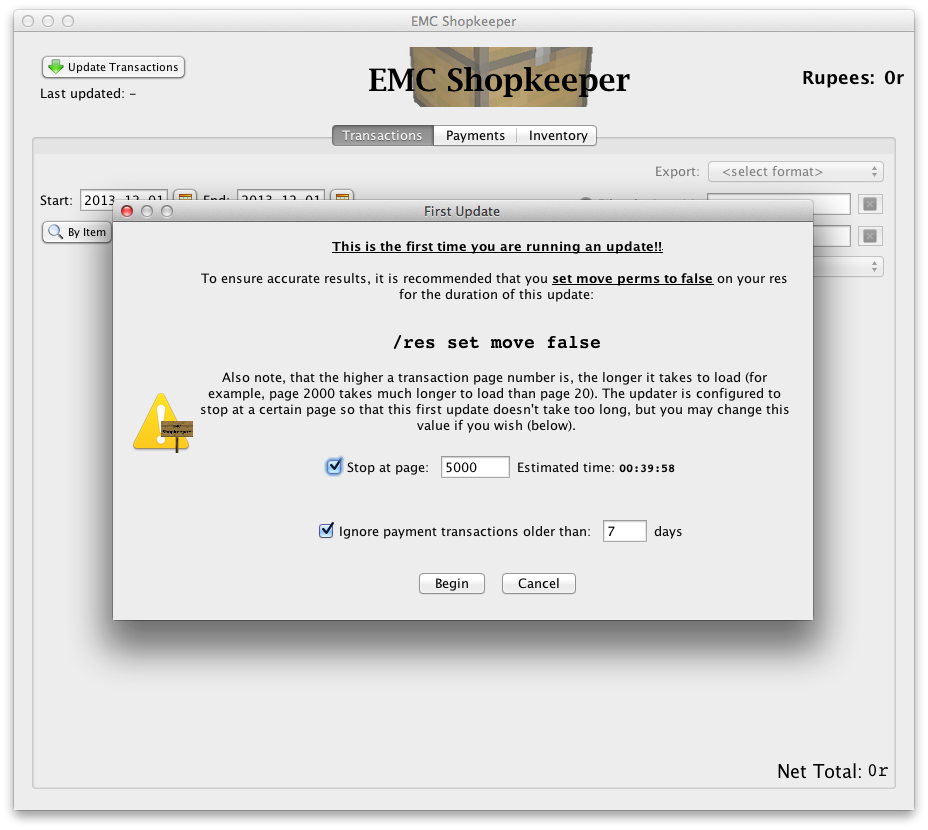 EMC Shopkeeper
Update Transactions
Last updated: -
EMC Shopkeeper
Rupees: 0r
Transactions
Payments
Inventory
Export: <select format>
Start: 2013-12-01 End: 2013-12-01
By Item
First Update
This is the first time you are running an update!!
To ensure accurate results, it is recommended that you set move perms to false on your res
for the duration of this update:
/res set move false
Also note, that the higher a transaction page number is, the longer it takes to load (for
example, page 2000 takes much longer to load than page 20). The updater is configured to
stop at a certain page so that this first update doesn't take too long, but you may change this
value if you wish (below).
Shopkeeper
Stop at page: 5000 Estimated time: 00:39:58
Ignore payment transactions older than: 7 days
Begin
Cancel
Net Total: 0r